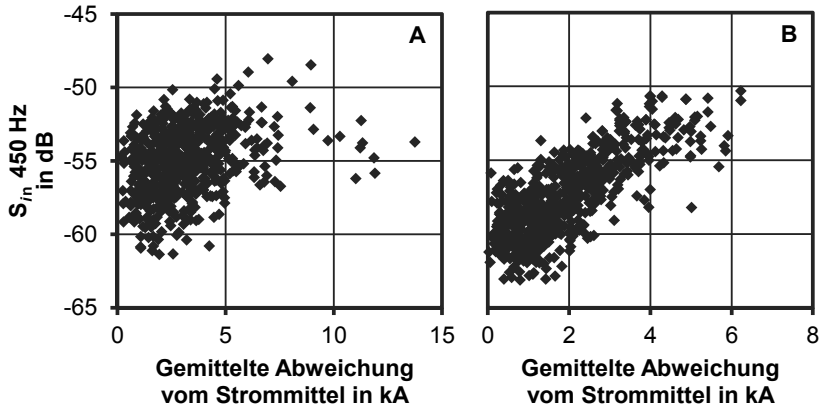 S_in 450 Hz
in dB
-45
-50
-55
-60
-65
A
0 5 10 15
Gemittelte Abweichung
vom Strommittel in kA
B
0 2 4 6 8
Gemittelte Abweichung
vom Strommittel in kA